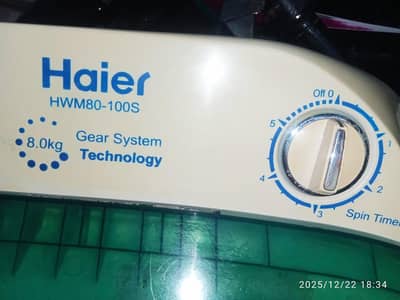 Haier
HWM80-100S
8.0kg
Gear System
Technology
Off 0
1
2
3
4
5
Spin Timer
2025/12/22 18:34